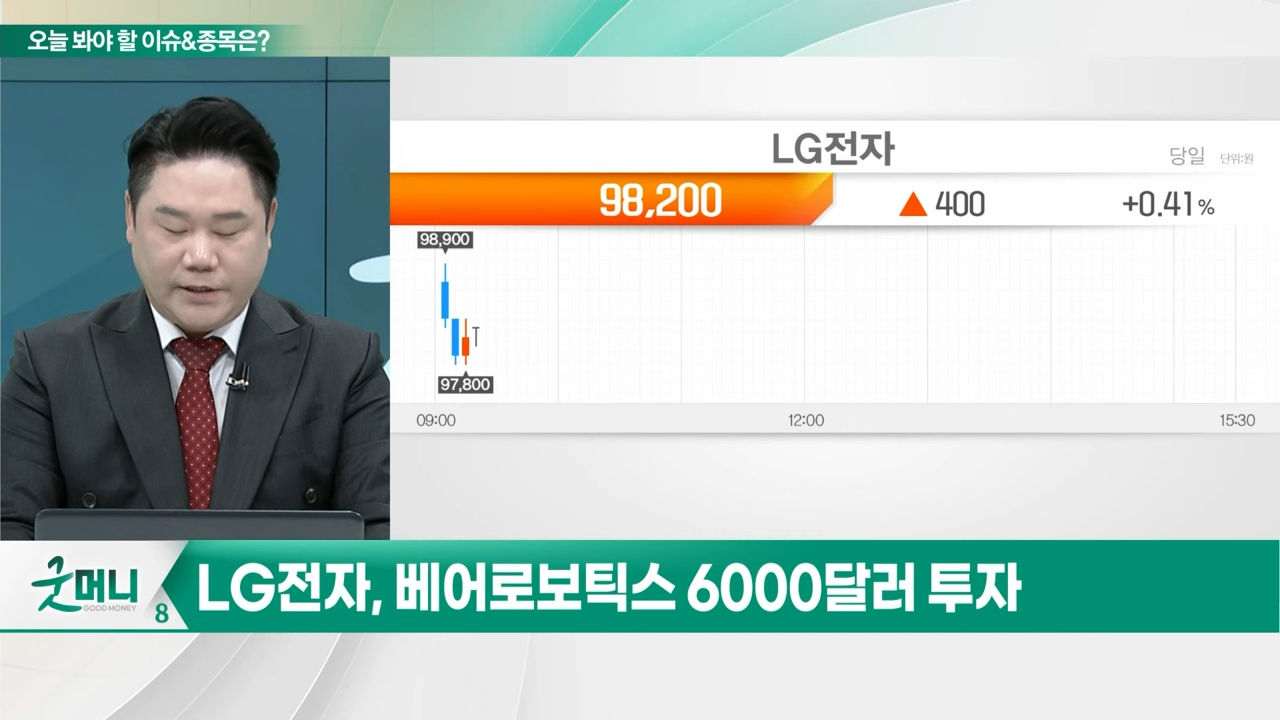 오늘 봐야 할 이슈&종목은?
LG전자
당일 단위:원
98,200 ▲ 400 +0.41%
98,900
97,800
09:00 12:00 15:30
굿머니
GOOD MONEY
8
LG전자, 베어로보틱스 6000달러 투자